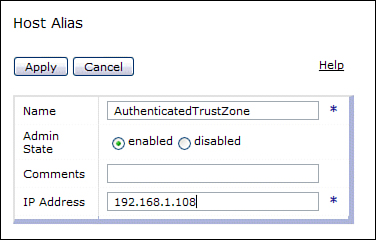 Host Alias
Apply Cancel Help
Name AuthenticatedTrustZone *
Admin
State enabled disabled
Comments
IP Address 192.168.1.108 *